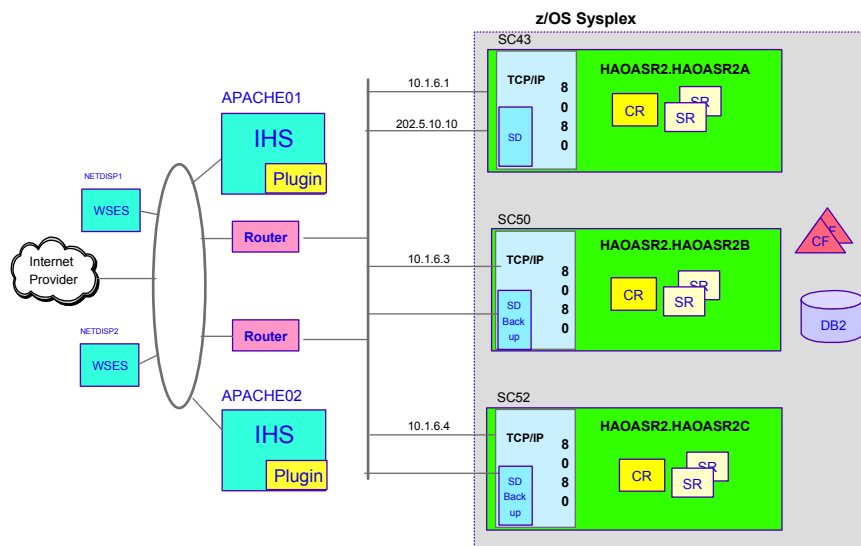 z/OS Sysplex
SC43
HAOASR2.HAOASR2A
TCP/IP
8
0
8
0
SD
CR
SR
SR
10.1.6.1
202.5.10.10
APACHE01
IHS
Plugin
NETDISP1
WSES
Router
Internet
Provider
SC50
HAOASR2.HAOASR2B
TCP/IP
8
0
8
0
SD
Back
up
CR
SR
SR
10.1.6.3
CF
F
DB2
Router
NETDISP2
WSES
APACHE02
IHS
Plugin
SC52
HAOASR2.HAOASR2C
TCP/IP
8
0
8
0
SD
Back
up
CR
SR
SR
10.1.6.4